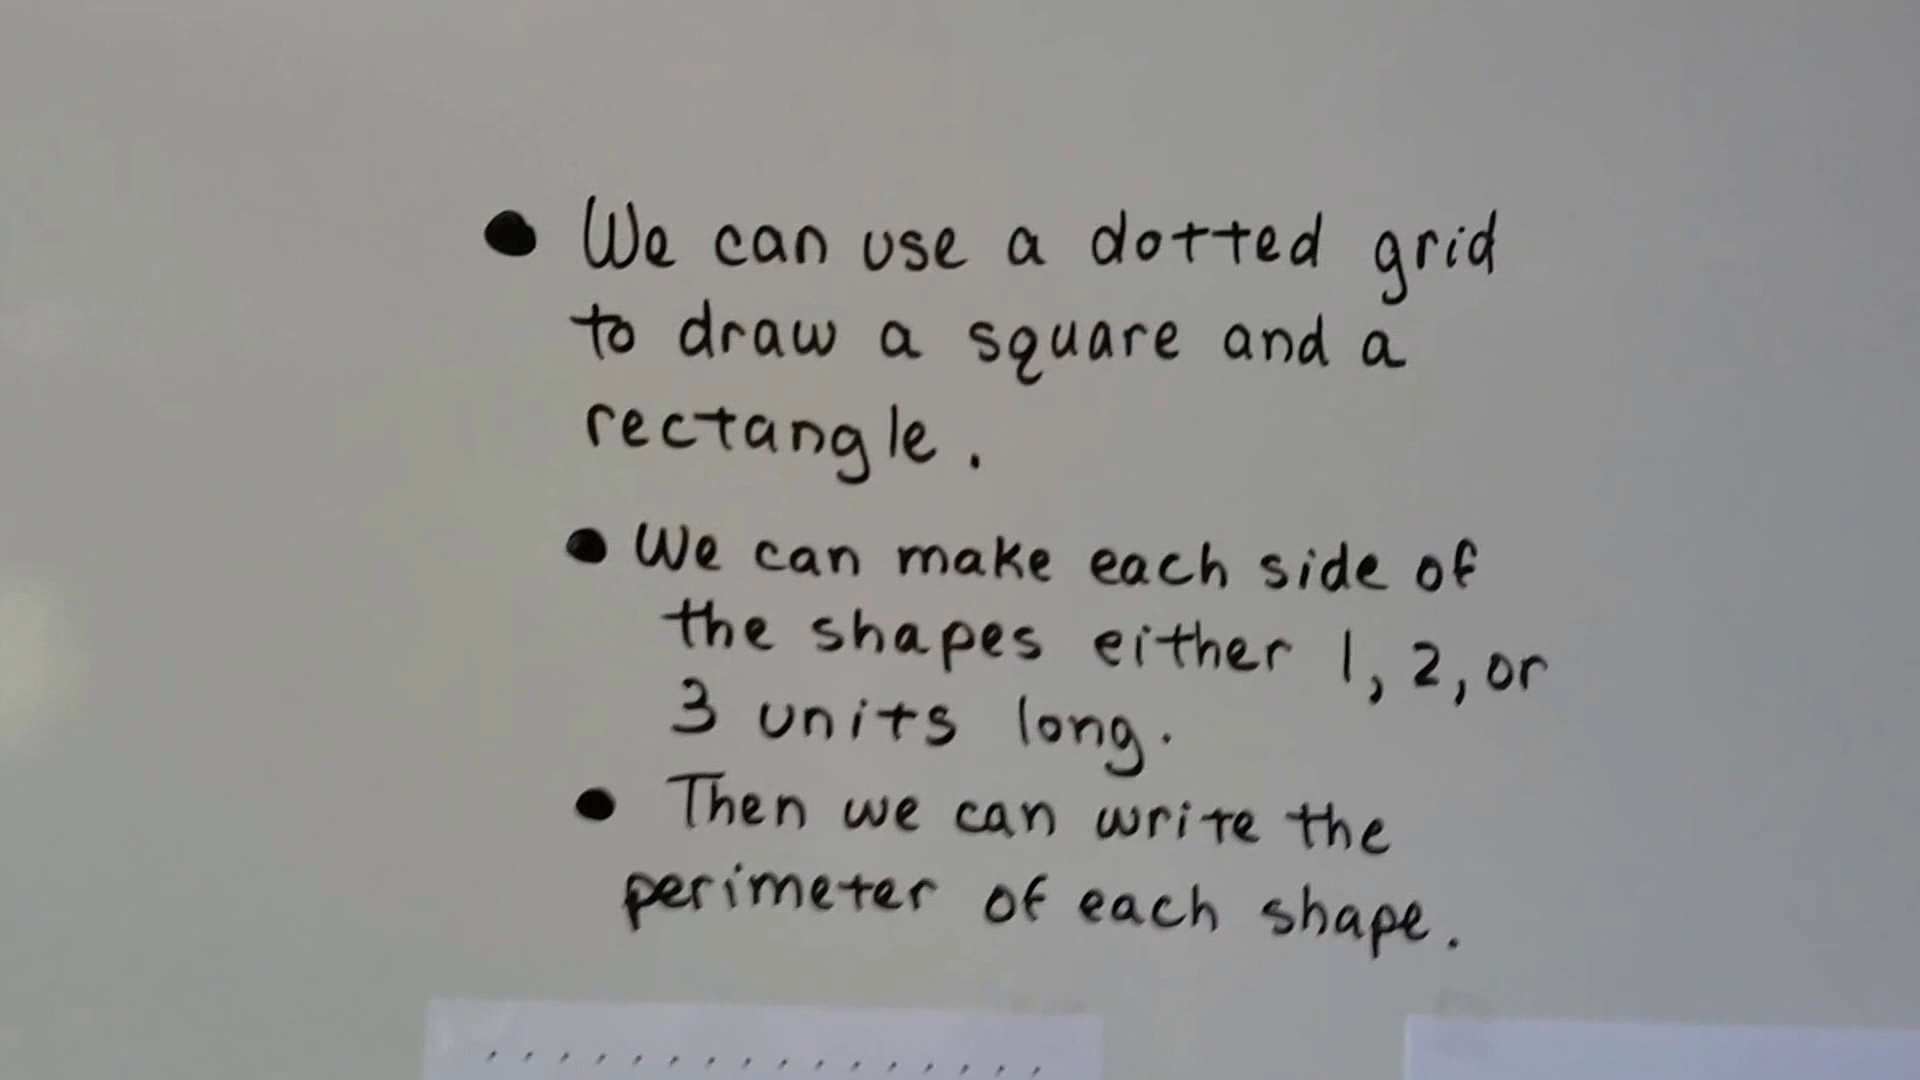 ● We can use a dotted grid
to draw a square and a
rectangle.
● We can make each side of
the shapes either 1, 2, or
3 units long.
● Then we can write the
perimeter of each shape.